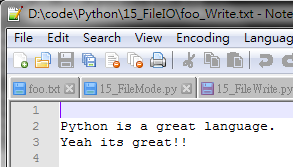 D:\code\Python\15_FileIO\foo_Write.txt - Note
File Edit Search View Encoding Language
foo.txt 15_FileMode.py 15_FileWrite.py
1
2 Python is a great language.
3 Yeah its great!!